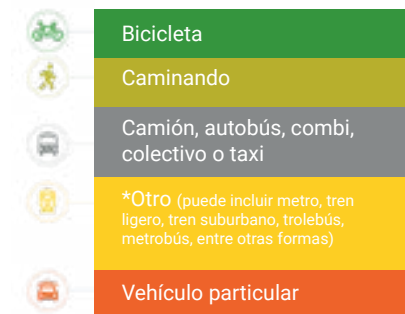 Bicicleta
Caminando
Camión, autobús, combi,
colectivo o taxi
*Otro (puede incluir metro, tren
ligero, tren suburbano, trolebús,
metrobús, entre otras formas)
Vehículo particular